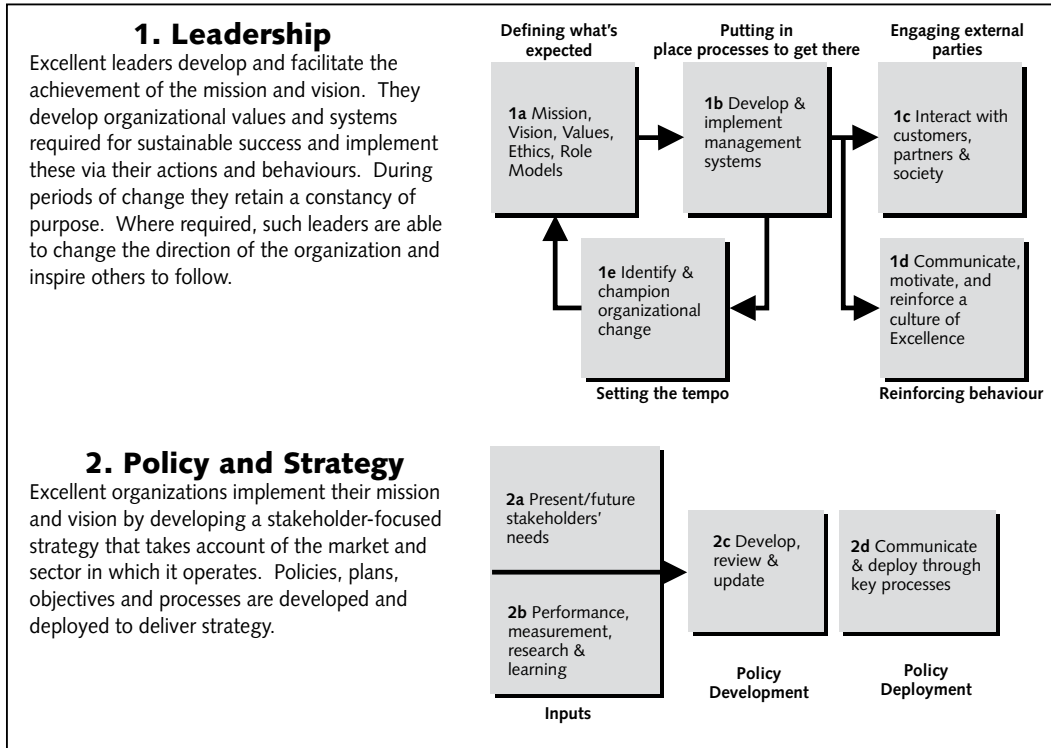 1. Leadership
Excellent leaders develop and facilitate the
achievement of the mission and vision. They
develop organizational values and systems
required for sustainable success and implement
these via their actions and behaviours. During
periods of change they retain a constancy of
purpose. Where required, such leaders are able
to change the direction of the organization and
inspire others to follow.
Defining what's
expected
Putting in
place processes to get there
Engaging external
parties
1a Mission,
Vision, Values,
Ethics, Role
Models
1b Develop &
implement
management
systems
1c Interact with
customers,
partners &
society
1e Identify &
champion
organizational
change
1d Communicate,
motivate, and
reinforce a
culture of
Excellence
Setting the tempo
Reinforcing behaviour
2. Policy and Strategy
Excellent organizations implement their mission
and vision by developing a stakeholder-focused
strategy that takes account of the market and
sector in which it operates. Policies, plans,
objectives and processes are developed and
deployed to deliver strategy.
2a Present/future
stakeholders'
needs
2b Performance,
measurement,
research &
learning
2c Develop,
review &
update
2d Communicate
& deploy through
key processes
Inputs
Policy
Development
Policy
Deployment